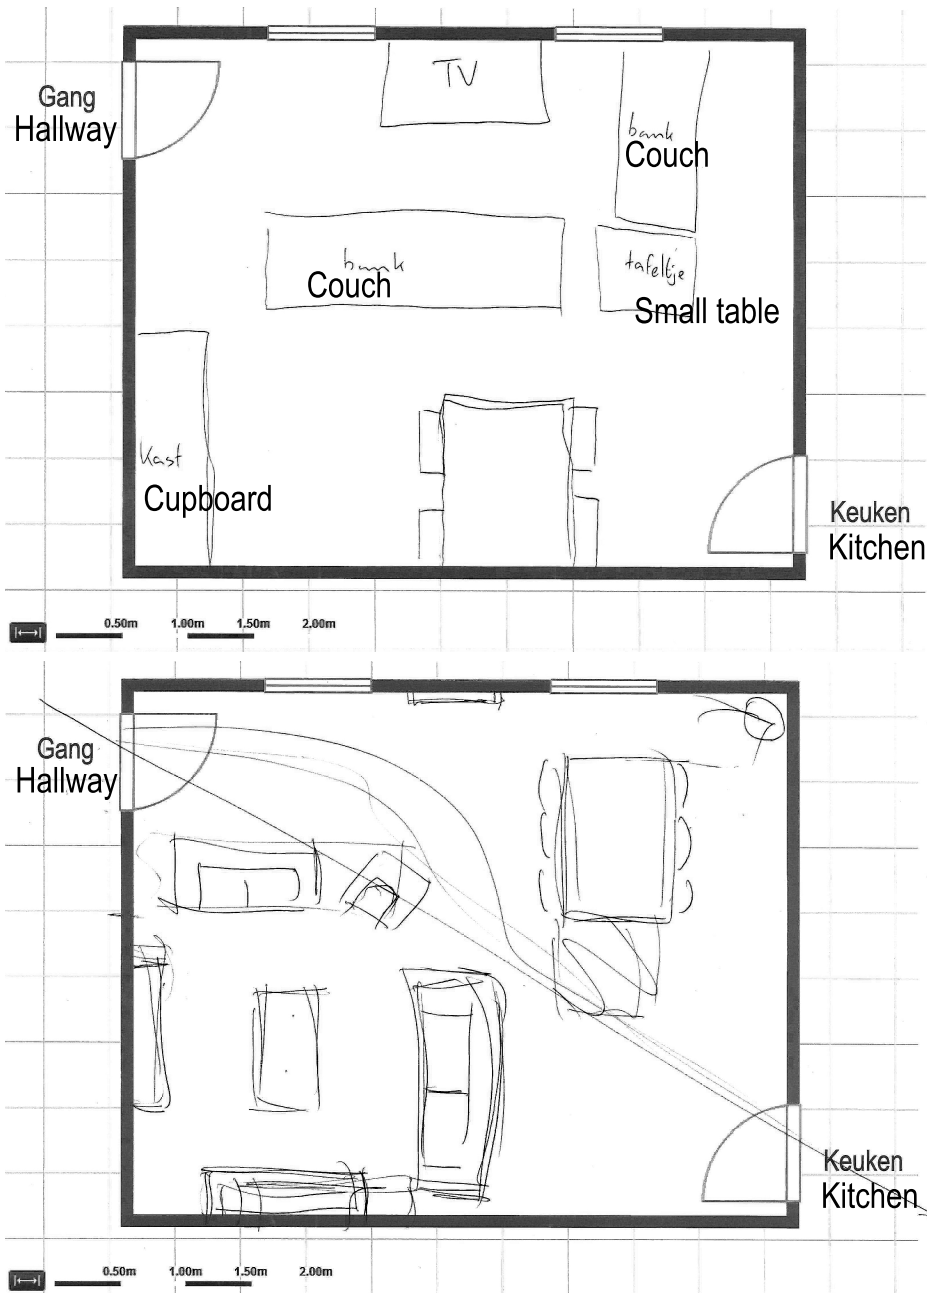 TV
Gang
Hallway
bank
Couch
bank
Couch
tafeltje
Small table
Kast
Cupboard
Keuken
Kitchen
0.50m 1.00m 1.50m 2.00m
Gang
Hallway
Keuken
Kitchen
0.50m 1.00m 1.50m 2.00m